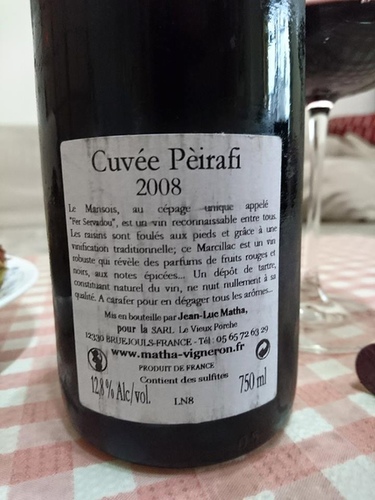 Cuvée Pèirafi
2008
Le Mansois, au cépage unique appelé
"Fer Servadou", est un vin reconnaissable entre tous.
Les raisins sont foulés aux pieds et grâce à une
vinification traditionnelle; ce Marcillac est un vin
robuste qui révèle des parfums de fruits rouges et
noirs, aux notes épicées... Un dépôt de tartre,
constituant naturel du vin, ne nuit nullement à sa
qualité. A carafer pour en dégager tous les arômes...
Mis en bouteille par Jean-Luc Matha,
pour la SARL Le Vieux Porche
12330 BRUEJOULS-FRANCE - Tél : 05 65 72 63 29
www.matha-vigneron.fr
PRODUIT DE FRANCE
Contient des sulfites
12,8 % Alc/vol. 750 ml
LN8